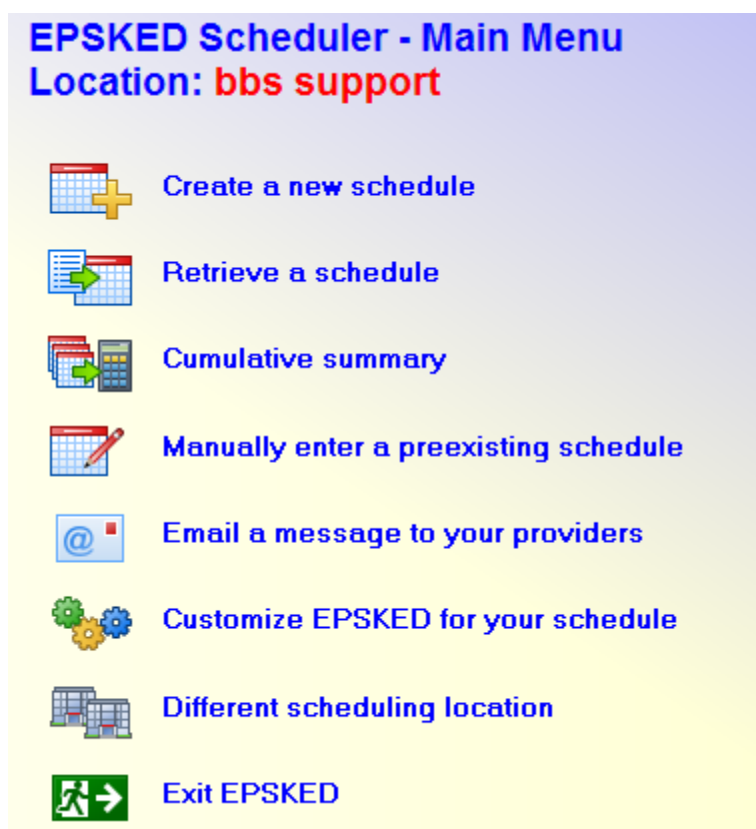 EPSKED Scheduler - Main Menu
Location: bbs support
Create a new schedule
Retrieve a schedule
Cumulative summary
Manually enter a preexisting schedule
@
Email a message to your providers
Customize EPSKED for your schedule
Different scheduling location
Exit EPSKED